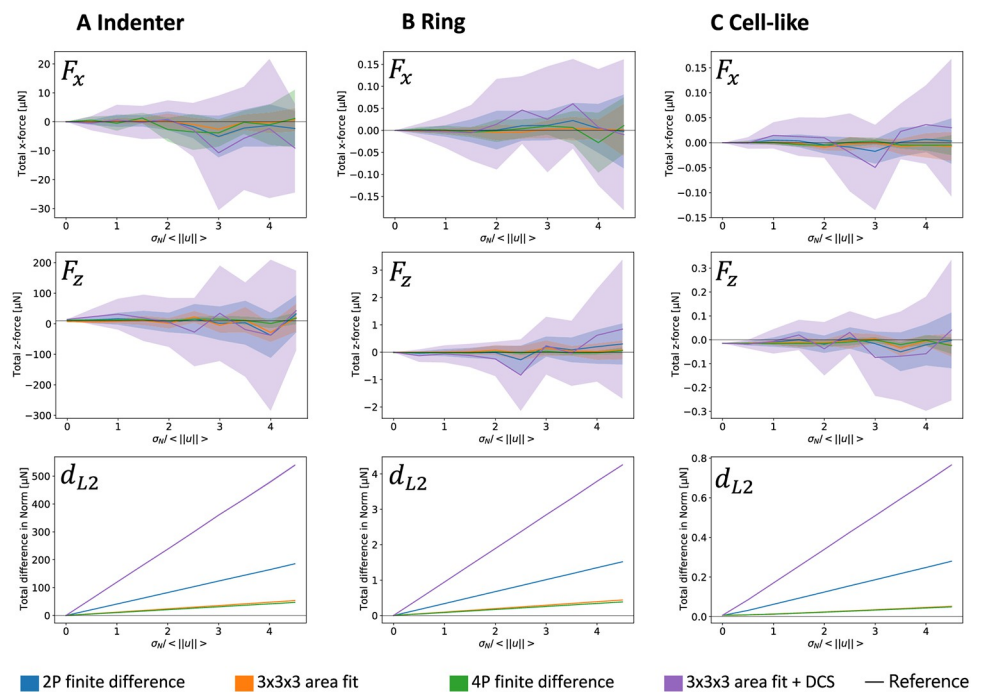 A Indenter
B Ring
C Cell-like
F_x
Total x-force [μN]
20
10
0
−10
−20
−30
0 1 2 3 4
σ_N/<||u||>
F_x
Total x-force [μN]
0.15
0.10
0.05
0.00
−0.05
−0.10
−0.15
0 1 2 3 4
σ_N/<||u||>
F_x
Total x-force [μN]
0.15
0.10
0.05
0.00
−0.05
−0.10
−0.15
0 1 2 3 4
σ_N/<||u||>
F_z
Total z-force [μN]
200
100
0
−100
−200
−300
0 1 2 3 4
σ_N/<||u||>
F_z
Total z-force [μN]
3
2
1
0
−1
−2
0 1 2 3 4
σ_N/<||u||>
F_z
Total z-force [μN]
0.3
0.2
0.1
0.0
−0.1
−0.2
−0.3
0 1 2 3 4
σ_N/<||u||>
d_L2
Total difference in Norm [μN]
500
400
300
200
100
0
0 1 2 3 4
σ_N/<||u||>
d_L2
Total difference in Norm [μN]
4
3
2
1
0
0 1 2 3 4
σ_N/<||u||>
d_L2
Total difference in Norm [μN]
0.8
0.6
0.4
0.2
0.0
0 1 2 3 4
σ_N/<||u||>
2P finite difference
3x3x3 area fit
4P finite difference
3x3x3 area fit + DCS
Reference